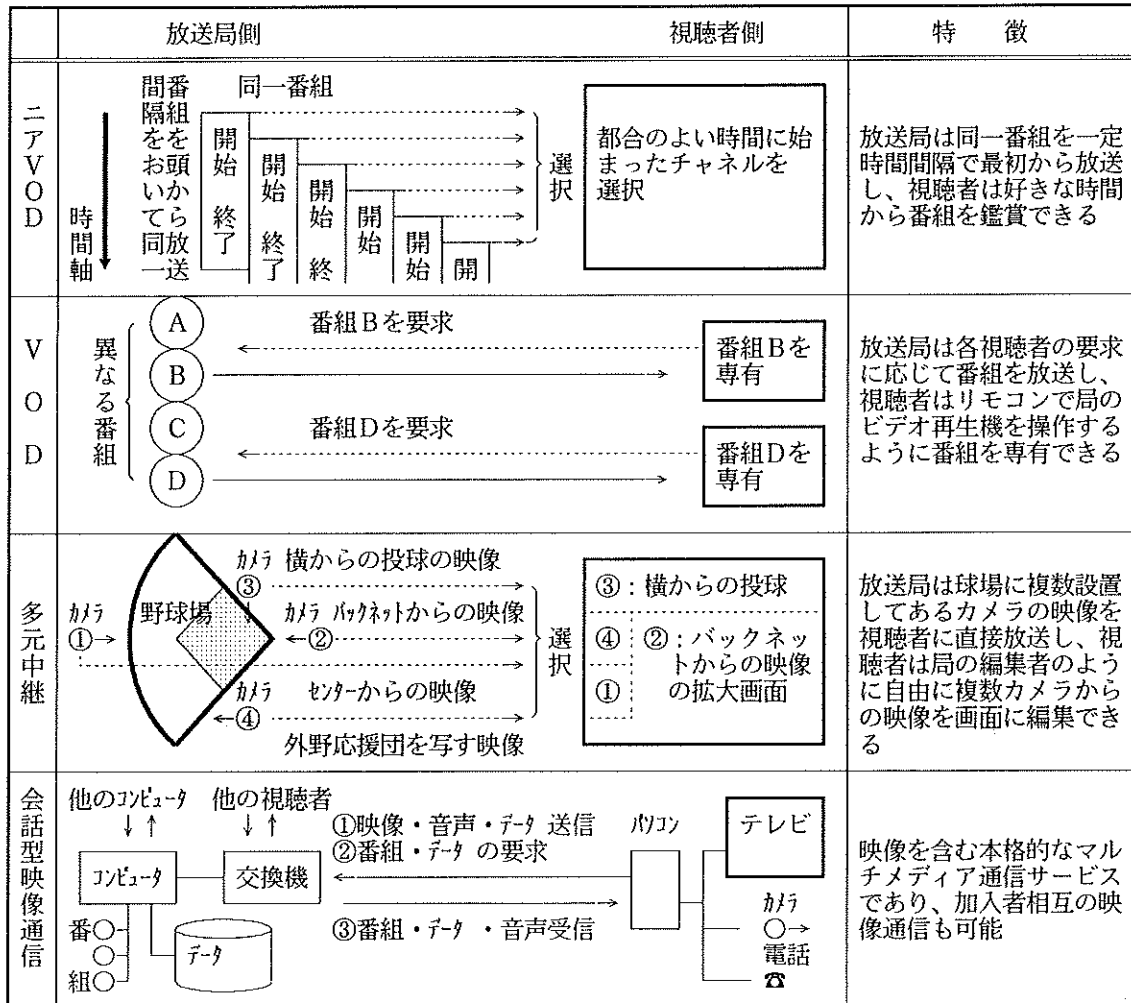 放送局側
視聴者側
特徴
ニアVOD
時間軸
番組を頭から放送
間隔をおいて同一
同一番組
開始
終了
開始
終了
開始
終
開始
開始
開
選択
都合のよい時間に始
まったチャネルを
選択
放送局は同一番組を一定
時間間隔で最初から放送
し、視聴者は好きな時間
から番組を鑑賞できる
VOD
異なる番組
A
B
C
D
番組Bを要求
番組Dを要求
番組Bを
専有
番組Dを
専有
放送局は各視聴者の要求
に応じて番組を放送し、
視聴者はリモコンで局の
ビデオ再生機を操作する
ように番組を専有できる
多元中継
カメラ
①→
野球場
カメラ 横からの投球の映像
③
カメラ バックネットからの映像
←②
カメラ センターからの映像
←④
外野応援団を写す映像
選択
③:横からの投球
④
①
②:バックネッ
トからの映像
の拡大画面
放送局は球場に複数設置
してあるカメラの映像を
視聴者に直接放送し、視
聴者は局の編集者のよう
に自由に複数カメラから
の映像を画面に編集でき
る
会話型映像通信
他のコンピュータ 他の視聴者
↓↑ ↓↑
コンピュータ
交換機
番○
○
組○
データ
①映像・音声・データ 送信
②番組・データ の要求
③番組・データ ・音声受信
パソコン
テレビ
カメラ
○→
電話
☎
映像を含む本格的なマル
チメディア通信サービス
であり、加入者相互の映
像通信も可能